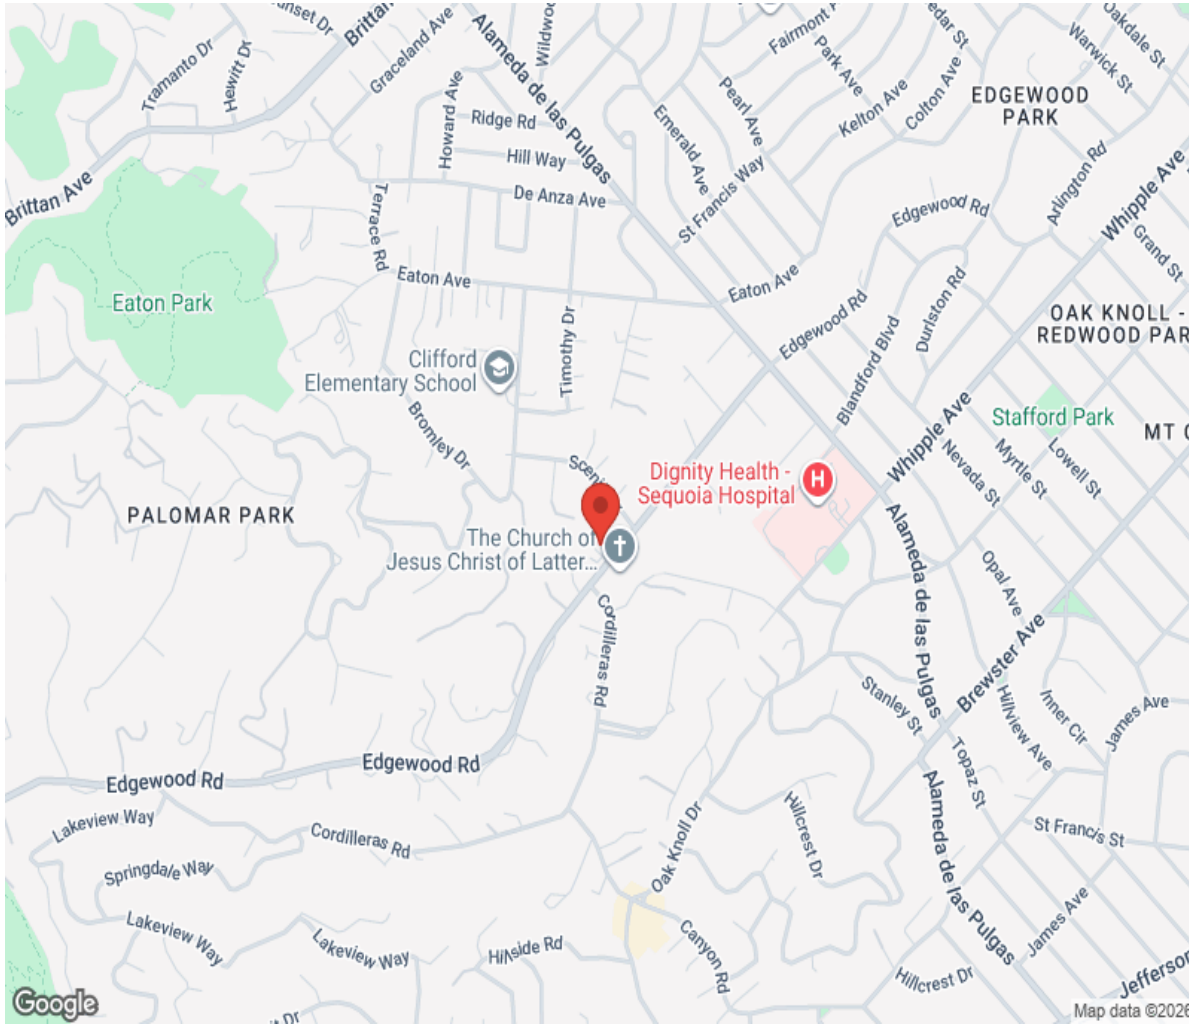 Sunset Dr
Brittan
Tramanto Dr
Hewitt Dr
Graceland Ave
Wildwoo
Alameda de las Pulgas
Fairmont
Park Ave
edar St
Oakdale St
Warwick St
Kelton Ave
Colton Ave
Pearl Ave
Emerald Ave
EDGEWOOD
PARK
Howard Ave
Ridge Rd
Hill Way
De Anza Ave
St Francis Way
Brittan Ave
Terrace Rd
Eaton Ave
Eaton Ave
Edgewood Rd
Arlington Rd
Whipple Ave
Grand St
Eaton Park
Timothy Dr
Clifford
Elementary School
Edgewood Rd
Blandford Blvd
Durlston Rd
OAK KNOLL -
REDWOOD PAR
Bromley Dr
Whipple Ave
Stafford Park
MT
Nevada St
Myrtle St
Lowell St
Sceni
Dignity Health -
Sequoia Hospital
H
PALOMAR PARK
The Church of
Jesus Christ of Latter...
Alameda de las Pulgas
Opal Ave
Cordilleras Rd
Brewster Ave
Stanley St
Hillview Ave
Inner Cir
James Ave
Topaz St
Edgewood Rd
Edgewood Rd
Lakeview Way
Cordilleras Rd
Springdale Way
Oak Knoll Dr
Hillcrest Dr
Alameda de las Pulgas
St Francis St
James Ave
Lakeview Way
Lakeview Way
Hillside Rd
Canyon Rd
Hillcrest Dr
Jefferso
Google
Dr
Map data ©2026